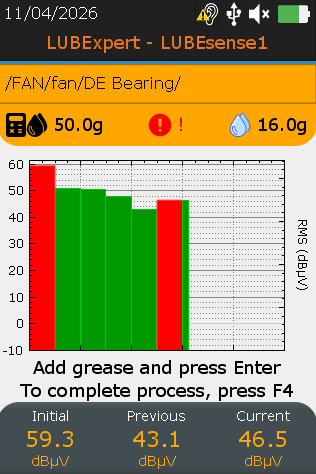 11/04/2026
LUBExpert - LUBEsense1
/FAN/fan/DE Bearing/
50.0g ! ! 16.0g
60
50
40
30
20
10
0
-10
RMS (dBµV)
Add grease and press Enter
To complete process, press F4
Initial Previous Current
59.3 43.1 46.5
dBµV dBµV dBµV